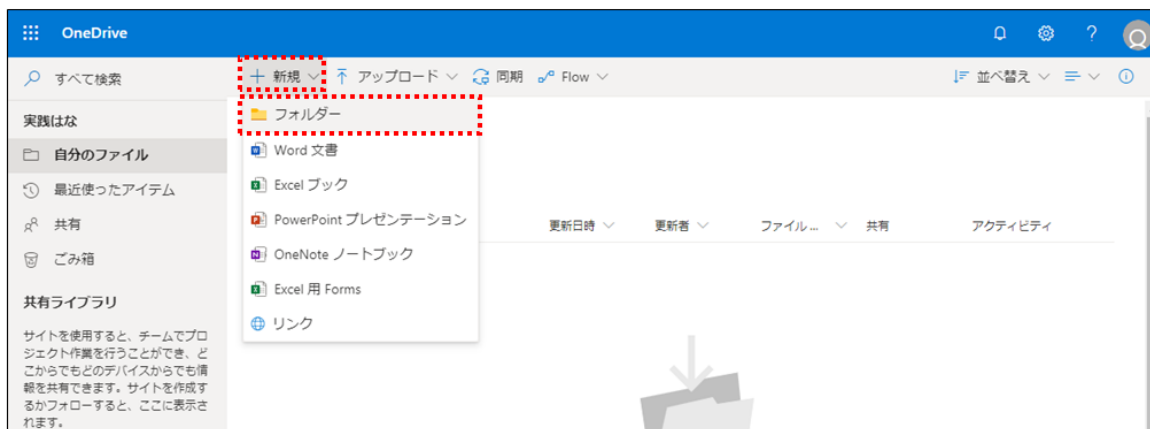 OneDrive
すべて検索
+ 新規 アップロード 同期 Flow 並べ替え
実践はな
自分のファイル
最近使ったアイテム
共有
ごみ箱
共有ライブラリ
サイトを使用すると、チームでプロ
ジェクト作業を行うことができ、ど
こからでもどのデバイスからでも情
報を共有できます。サイトを作成す
るかフォローすると、ここに表示さ
れます。
フォルダー
Word 文書
Excel ブック
PowerPoint プレゼンテーション
OneNote ノートブック
Excel 用 Forms
リンク
更新日時 更新者 ファイル ... 共有 アクティビティ